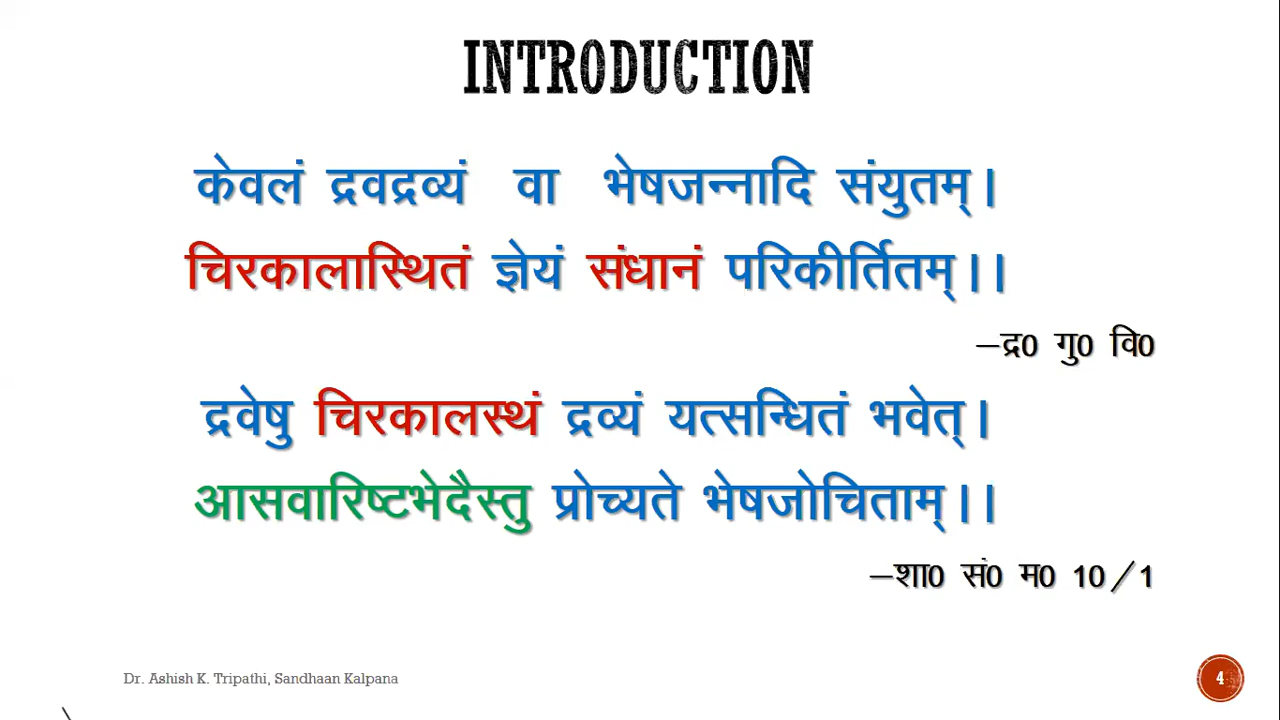 INTRODUCTION
केवलं द्रवद्रव्यं वा भेषजन्नादि संयुतम्।
चिरकालास्थितं ज्ञेयं संधानं परिकीर्तितम्।।
–द्र0 गु0 वि0
द्रवेषु चिरकालस्थं द्रव्यं यत्सन्धितं भवेत्।
आसवारिष्टभेदैस्तु प्रोच्यते भेषजोचिताम्।।
–शा0 सं0 म0 10/1
Dr. Ashish K. Tripathi, Sandhaan Kalpana
4